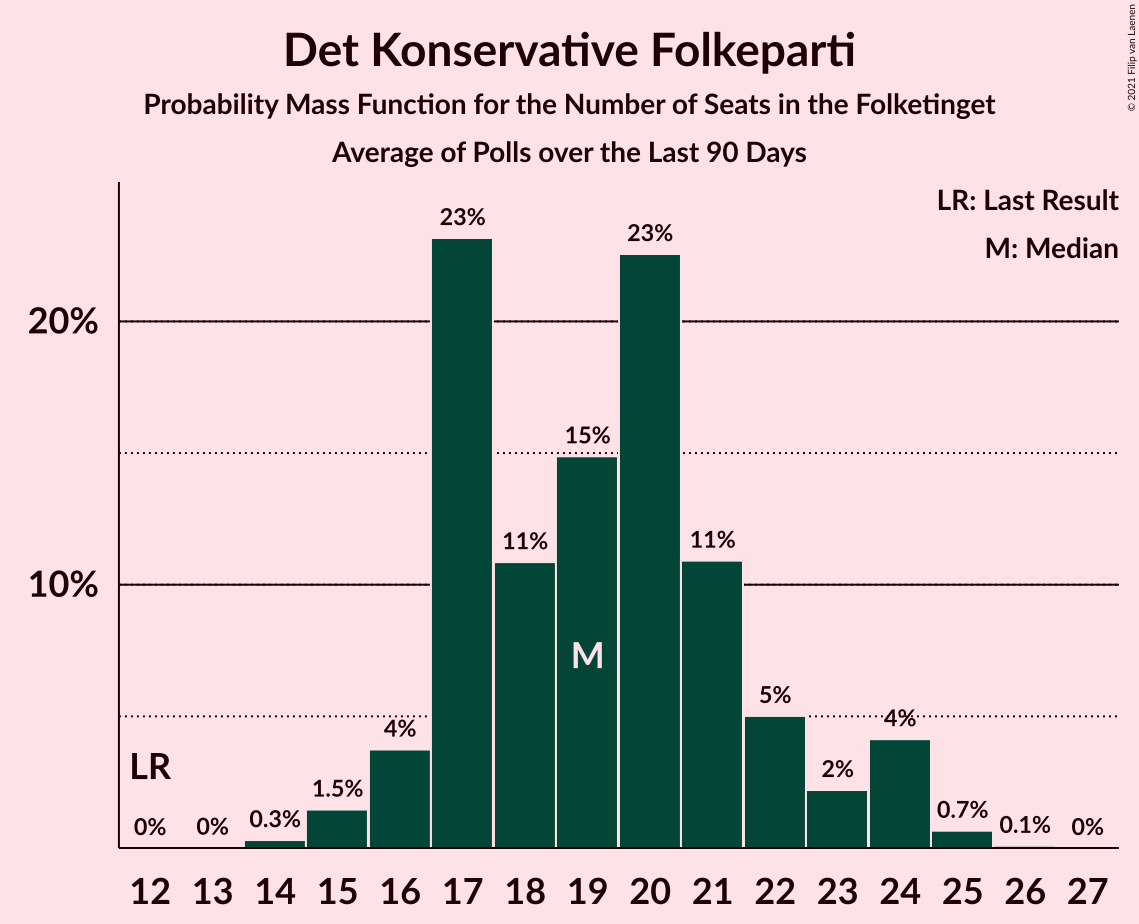 Det Konservative Folkeparti
Probability Mass Function for the Number of Seats in the Folketinget
Average of Polls over the Last 90 Days
© 2021 Filip van Laenen
LR: Last Result
M: Median
20%
10%
LR
M
0%
0%
0.3%
1.5%
4%
23%
11%
15%
23%
11%
5%
2%
4%
0.7%
0.1%
0%
12 13 14 15 16 17 18 19 20 21 22 23 24 25 26 27